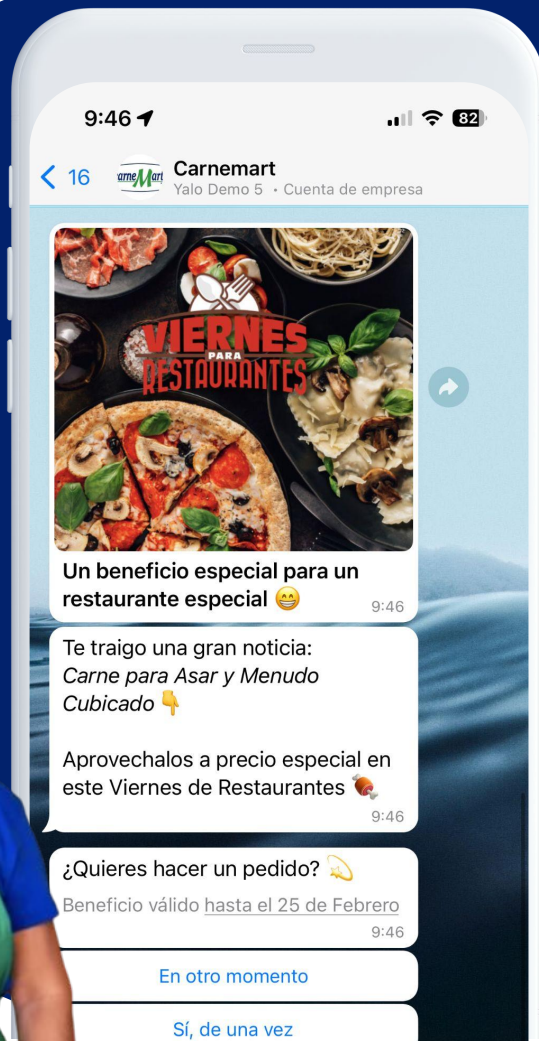 9:46
82
16
arneMart
Carnemart
Yalo Demo 5 • Cuenta de empresa
VIERNES
PARA
RESTAURANTES
Un beneficio especial para un
restaurante especial 😁
9:46
Te traigo una gran noticia:
Carne para Asar y Menudo
Cubicado 👇
Aprovechalos a precio especial en
este Viernes de Restaurantes 🍖
9:46
¿Quieres hacer un pedido? 💫
Beneficio válido hasta el 25 de Febrero
9:46
En otro momento
Sí, de una vez